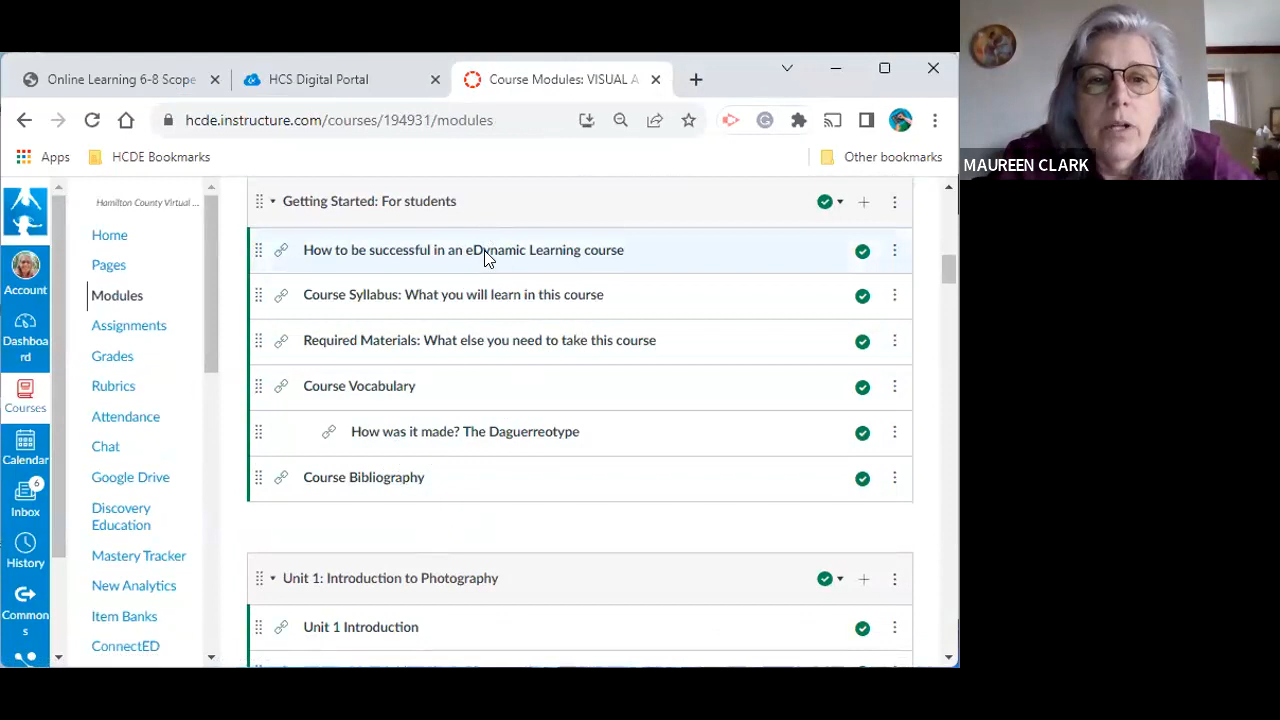 Online Learning 6-8 Scope
HCS Digital Portal
Course Modules: VISUAL A
hcde.instructure.com/courses/194931/modules
Apps
HCDE Bookmarks
Other bookmarks
MAUREEN CLARK
Account
Dashboa
rd
Courses
Calendar
6
Inbox
History
Common
s
Hamilton County Virtual ...
Home
Pages
Modules
Assignments
Grades
Rubrics
Attendance
Chat
Google Drive
Discovery
Education
Mastery Tracker
New Analytics
Item Banks
ConnectED
Getting Started: For students
How to be successful in an eDynamic Learning course
Course Syllabus: What you will learn in this course
Required Materials: What else you need to take this course
Course Vocabulary
How was it made? The Daguerreotype
Course Bibliography
Unit 1: Introduction to Photography
Unit 1 Introduction